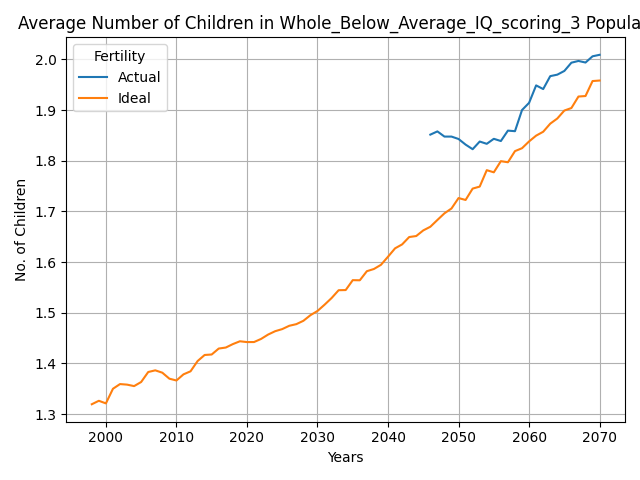 Average Number of Children in Whole_Below_Average_IQ_scoring_3 Popula
Fertility
Actual
Ideal
No. of Children
2.0
1.9
1.8
1.7
1.6
1.5
1.4
1.3
2000 2010 2020 2030 2040 2050 2060 2070
Years